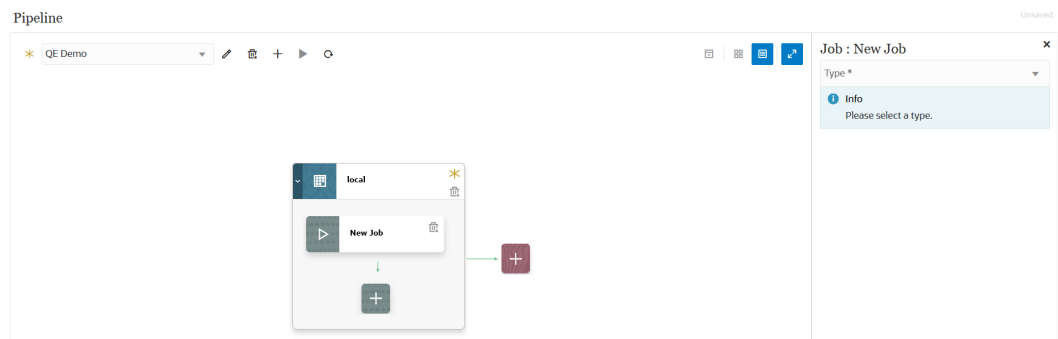 Pipeline
Unsaved.
QE Demo
Job : New Job
Type *
Info
Please select a type.
local
New Job